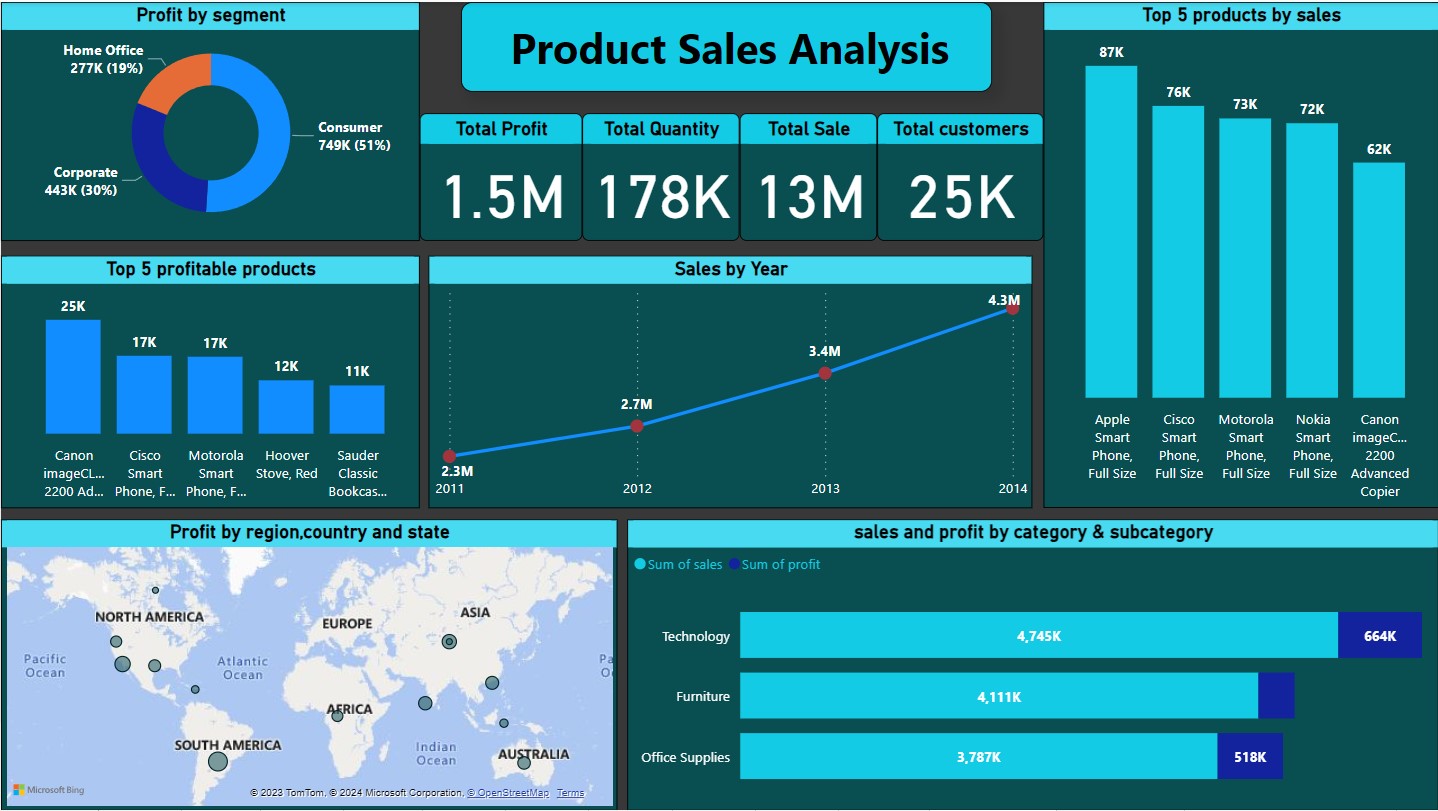 Profit by segment
Home Office
277K (19%)
Consumer
749K (51%)
Corporate
443K (30%)
Product Sales Analysis
Total Profit
1.5M
Total Quantity
178K
Total Sale
13M
Total customers
25K
Top 5 products by sales
87K
76K
73K
72K
62K
Apple
Smart
Phone,
Full Size
Cisco
Smart
Phone,
Full Size
Motorola
Smart
Phone,
Full Size
Nokia
Smart
Phone,
Full Size
Canon
imageC...
2200
Advanced
Copier
Top 5 profitable products
25K
17K
17K
12K
11K
Canon
imageCL...
2200 Ad...
Cisco
Smart
Phone, F...
Motorola
Smart
Phone, F...
Hoover
Stove, Red
Sauder
Classic
Bookcas...
Sales by Year
2.3M
2.7M
3.4M
4.3M
2011
2012
2013
2014
Profit by region,country and state
NORTH AMERICA
EUROPE
ASIA
Pacific
Ocean
Atlantic
Ocean
Pa
O
AFRICA
SOUTH AMERICA
Indian
Ocean
AUSTRALIA
Microsoft Bing
© 2023 TomTom, © 2024 Microsoft Corporation, © OpenStreetMap Terms
sales and profit by category & subcategory
Sum of sales
Sum of profit
Technology
4,745K
664K
Furniture
4,111K
Office Supplies
3,787K
518K